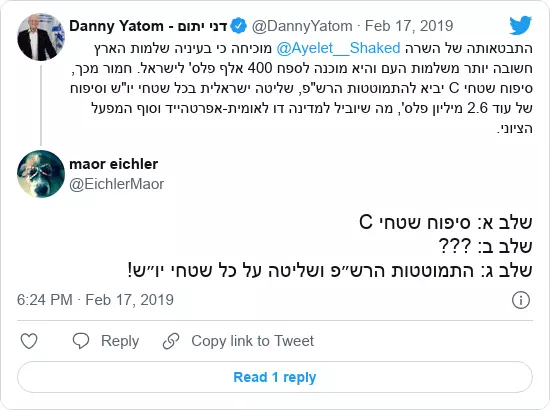 Danny Yatom - דני יתום @DannyYatom · Feb 17, 2019
התבטאותה של השרה @Ayelet__Shaked מוכיחה כי בעיניה שלמות הארץ
חשובה יותר משלמות העם והיא מוכנה לספח 400 אלף פלס' לישראל. חמור מכך,
סיפוח שטחי C יביא להתמוטטות הרש"פ, שליטה ישראלית בכל שטחי יו"ש וסיפוח
של עוד 2.6 מיליון פלס', מה שיוביל למדינה דו לאומית-אפרטהייד וסוף המפעל
הציוני.
maor eichler
@EichlerMaor
שלב א: סיפוח שטחי C
שלב ב: ???
שלב ג: התמוטטות הרש״פ ושליטה על כל שטחי יו״ש!
6:24 PM · Feb 17, 2019
Reply Copy link to Tweet
Read 1 reply